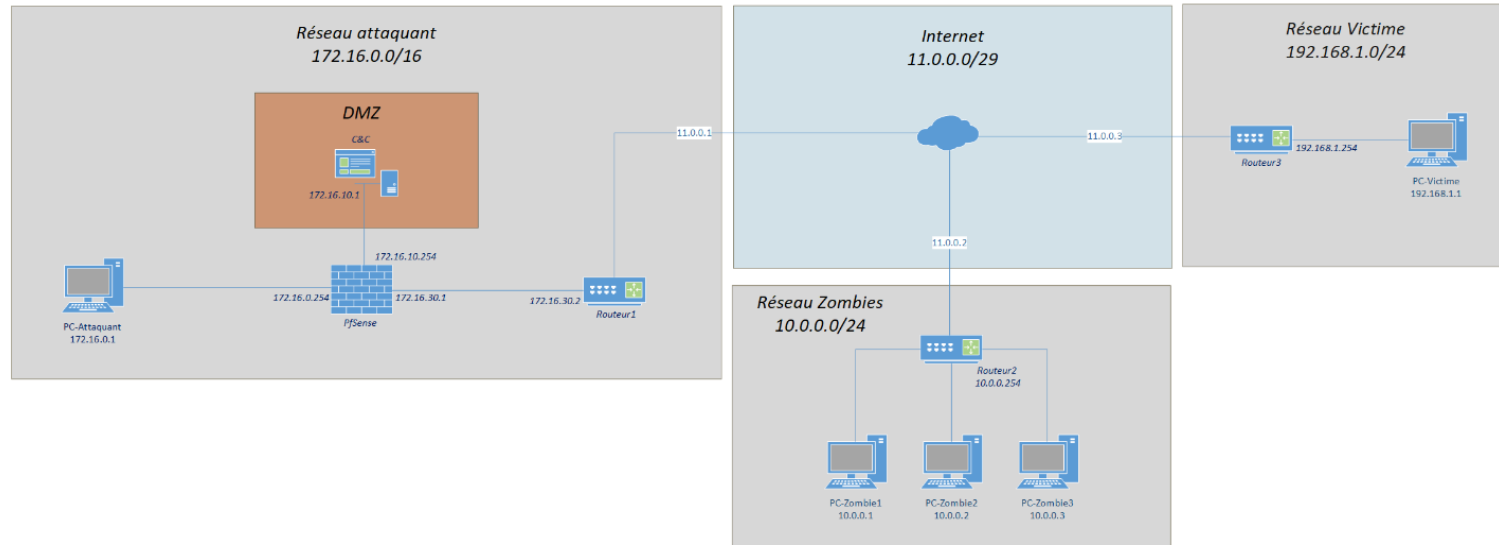 Réseau attaquant
172.16.0.0/16
DMZ
C&C
172.16.10.1
172.16.10.254
172.16.0.254
172.16.30.1
PfSense
172.16.30.2
Routeur1
PC-Attaquant
172.16.0.1
Internet
11.0.0.0/29
11.0.0.1
11.0.0.3
11.0.0.2
Réseau Victime
192.168.1.0/24
Routeur3
192.168.1.254
PC-Victime
192.168.1.1
Réseau Zombies
10.0.0.0/24
Routeur2
10.0.0.254
PC-Zombie1
10.0.0.1
PC-Zombie2
10.0.0.2
PC-Zombie3
10.0.0.3